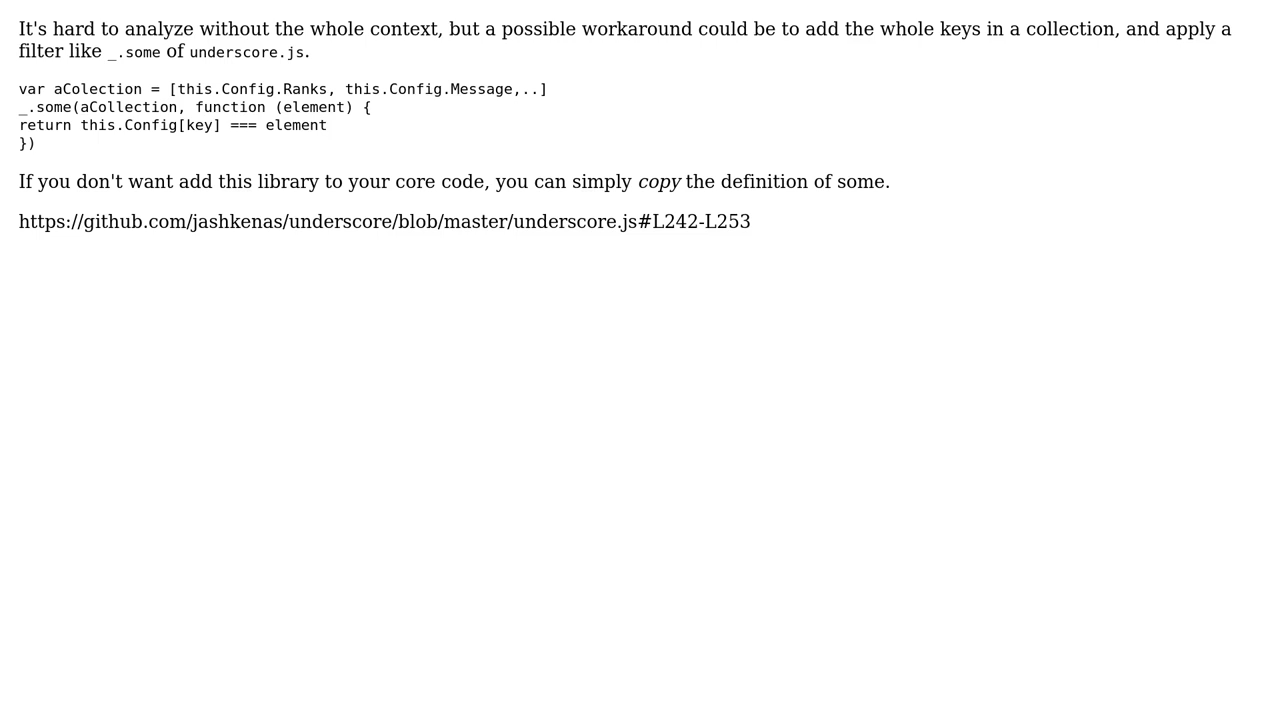 It's hard to analyze without the whole context, but a possible workaround could be to add the whole keys in a collection, and apply a
filter like _.some of underscore.js.
var aColection = [this.Config.Ranks, this.Config.Message,..]
_.some(aCollection, function (element) {
return this.Config[key] === element
})
If you don't want add this library to your core code, you can simply copy the definition of some.
https://github.com/jashkenas/underscore/blob/master/underscore.js#L242-L253